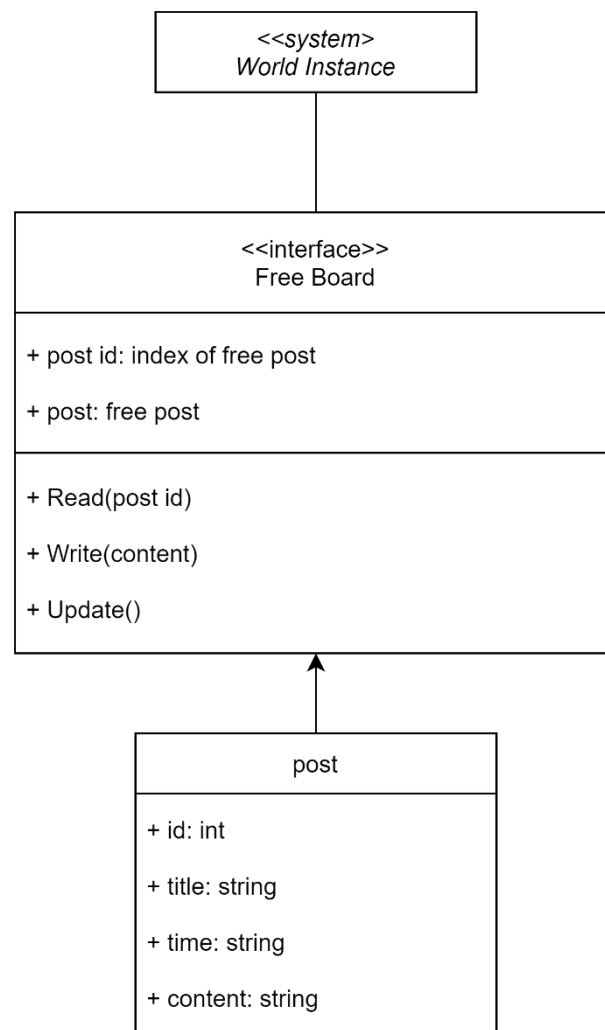 <<system>
World Instance
<<interface>>
Free Board
+ post id: index of free post
+ post: free post
+ Read(post id)
+ Write(content)
+ Update()
post
+ id: int
+ title: string
+ time: string
+ content: string